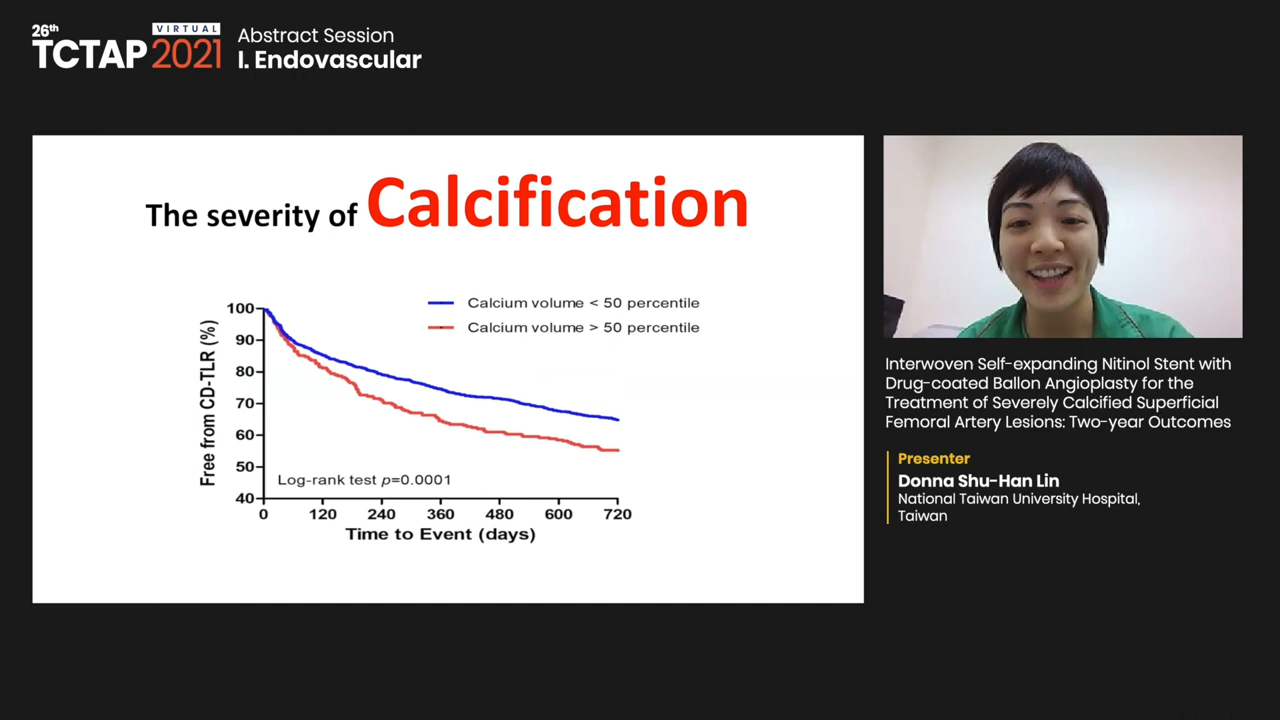 26th
TCTAP
VIRTUAL
2021
Abstract Session
I. Endovascular
The severity of Calcification
Calcium volume < 50 percentile
Calcium volume > 50 percentile
Free from CD-TLR (%)
100
90
80
70
60
50
40
Log-rank test p=0.0001
0 120 240 360 480 600 720
Time to Event (days)
Interwoven Self-expanding Nitinol Stent with
Drug-coated Ballon Angioplasty for the
Treatment of Severely Calcified Superficial
Femoral Artery Lesions: Two-year Outcomes
Presenter
Donna Shu-Han Lin
National Taiwan University Hospital,
Taiwan